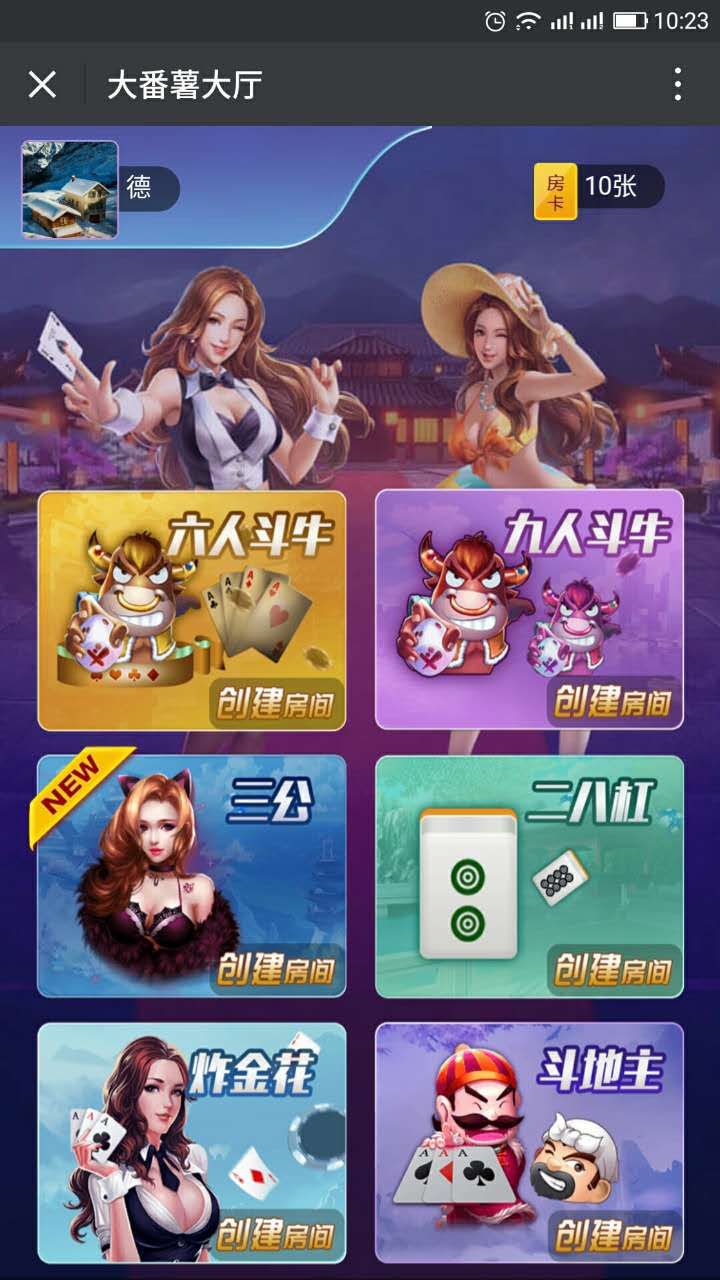 10:23
大番薯大厅
德
房卡
10张
六人斗牛
创建房间
九人斗牛
创建房间
NEW
三公
创建房间
二八杠
创建房间
炸金花
A A A
创建房间
斗地主
A A A
创建房间